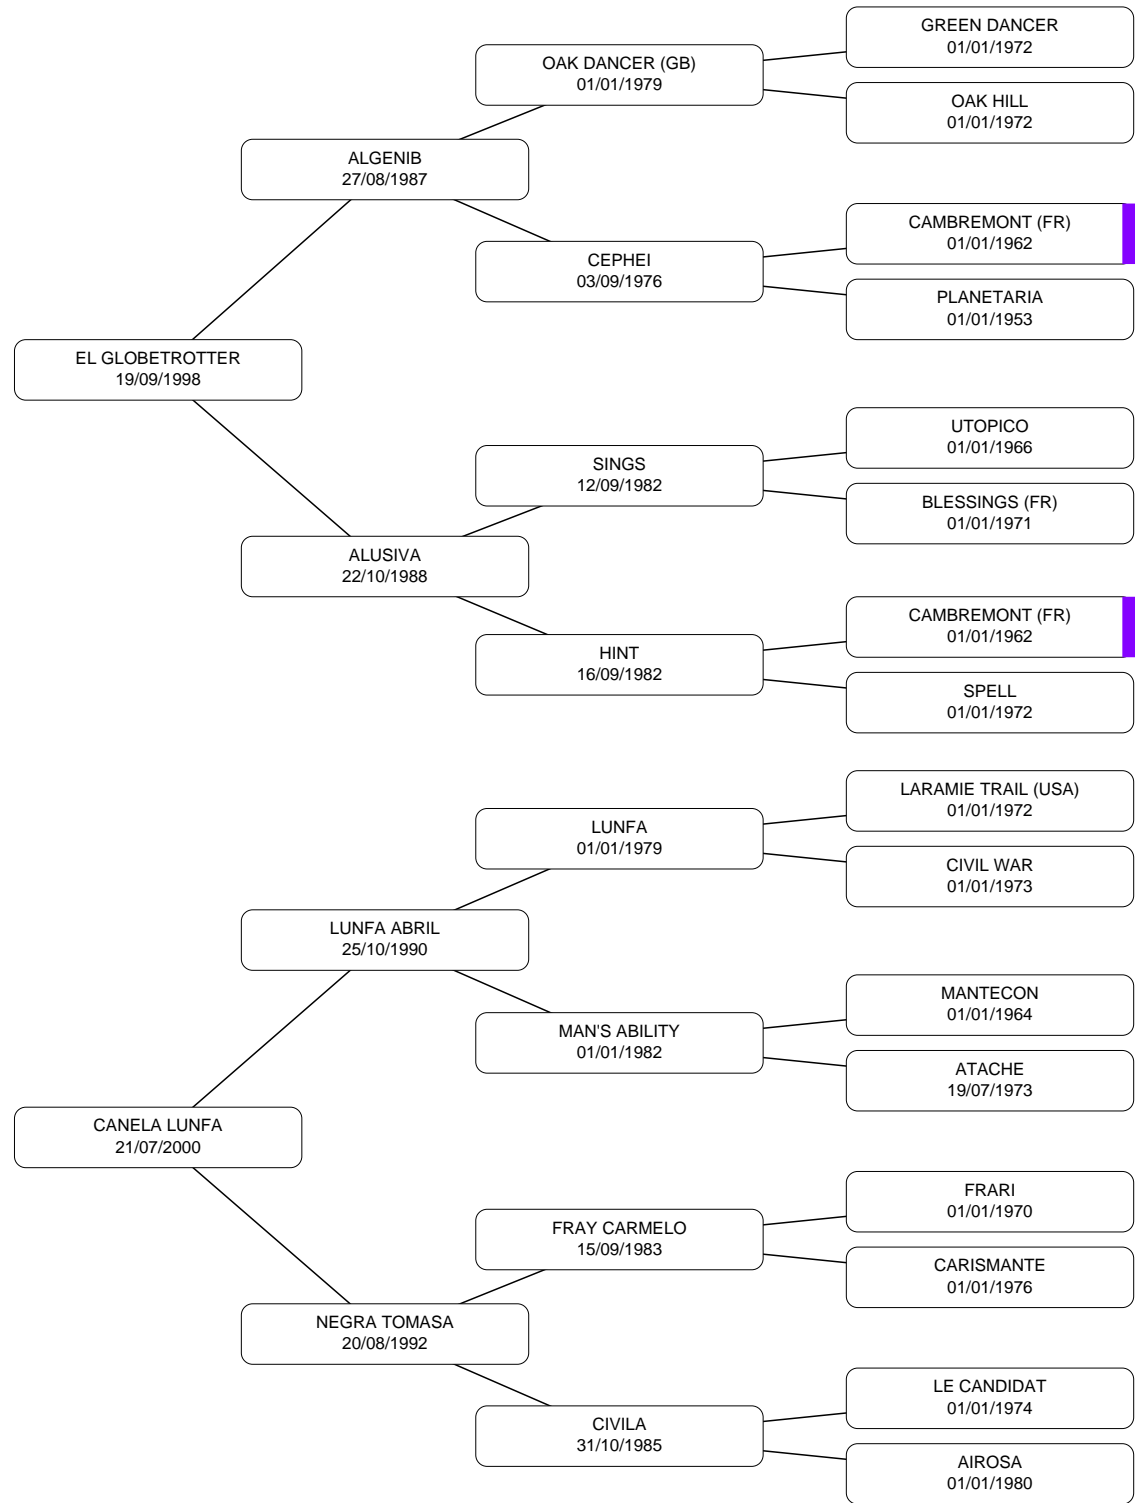 GREEN DANCER
01/01/1972
OAK DANCER (GB)
01/01/1979
OAK HILL
01/01/1972
ALGENIB
27/08/1987
CAMBREMONT (FR)
01/01/1962
CEPHEI
03/09/1976
PLANETARIA
01/01/1953
EL GLOBETROTTER
19/09/1998
UTOPICO
01/01/1966
SINGS
12/09/1982
BLESSINGS (FR)
01/01/1971
ALUSIVA
22/10/1988
CAMBREMONT (FR)
01/01/1962
HINT
16/09/1982
SPELL
01/01/1972
LARAMIE TRAIL (USA)
01/01/1972
LUNFA
01/01/1979
CIVIL WAR
01/01/1973
LUNFA ABRIL
25/10/1990
MANTECON
01/01/1964
MAN'S ABILITY
01/01/1982
ATACHE
19/07/1973
CANELA LUNFA
21/07/2000
FRARI
01/01/1970
FRAY CARMELO
15/09/1983
CARISMANTE
01/01/1976
NEGRA TOMASA
20/08/1992
LE CANDIDAT
01/01/1974
CIVILA
31/10/1985
AIROSA
01/01/1980